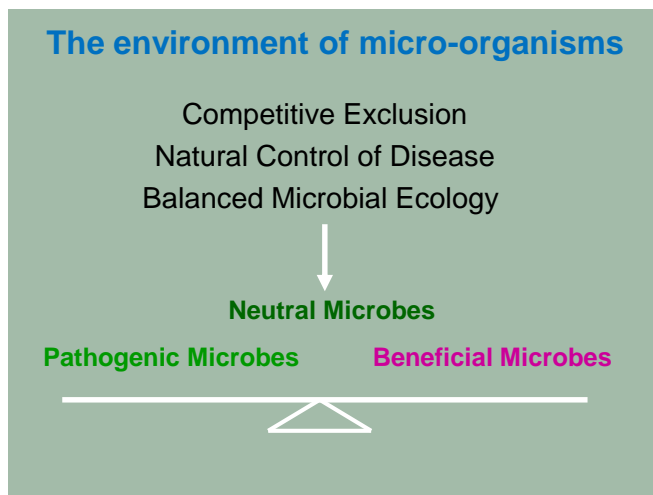 The environment of micro-organisms
Competitive Exclusion
Natural Control of Disease
Balanced Microbial Ecology
Neutral Microbes
Pathogenic Microbes Beneficial Microbes